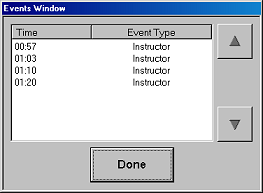 Events Window
Time Event Type
00:57 Instructor
01:03 Instructor
01:10 Instructor
01:20 Instructor
Done